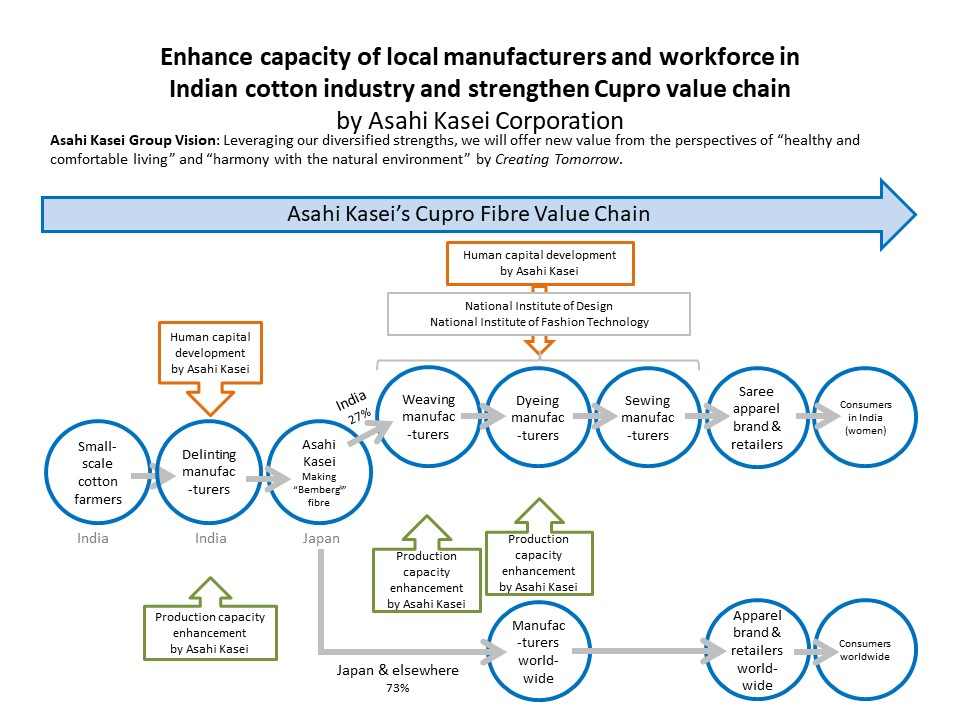 Enhance capacity of local manufacturers and workforce in
Indian cotton industry and strengthen Cupro value chain
by Asahi Kasei Corporation
Asahi Kasei Group Vision: Leveraging our diversified strengths, we will offer new value from the perspectives of “healthy and
comfortable living” and “harmony with the natural environment” by Creating Tomorrow.
Asahi Kasei’s Cupro Fibre Value Chain
Human capital development
by Asahi Kasei
National Institute of Design
National Institute of Fashion Technology
Human capital
development
by Asahi Kasei
India
27%
Small-
scale
cotton
farmers
Delinting
manufac
-turers
Asahi
Kasei
Making
“Bemberg”
fibre
Weaving
manufac
-turers
Dyeing
manufac
-turers
Sewing
manufac
-turers
Saree
apparel
brand &
retailers
Consumers
in India
(women)
India
India
Japan
Production capacity
enhancement
by Asahi Kasei
Production
capacity
enhancement
by Asahi Kasei
Production
capacity
enhancement
by Asahi Kasei
Japan & elsewhere
73%
Manufac
-turers
world-
wide
Apparel
brand &
retailers
world-
wide
Consumers
worldwide